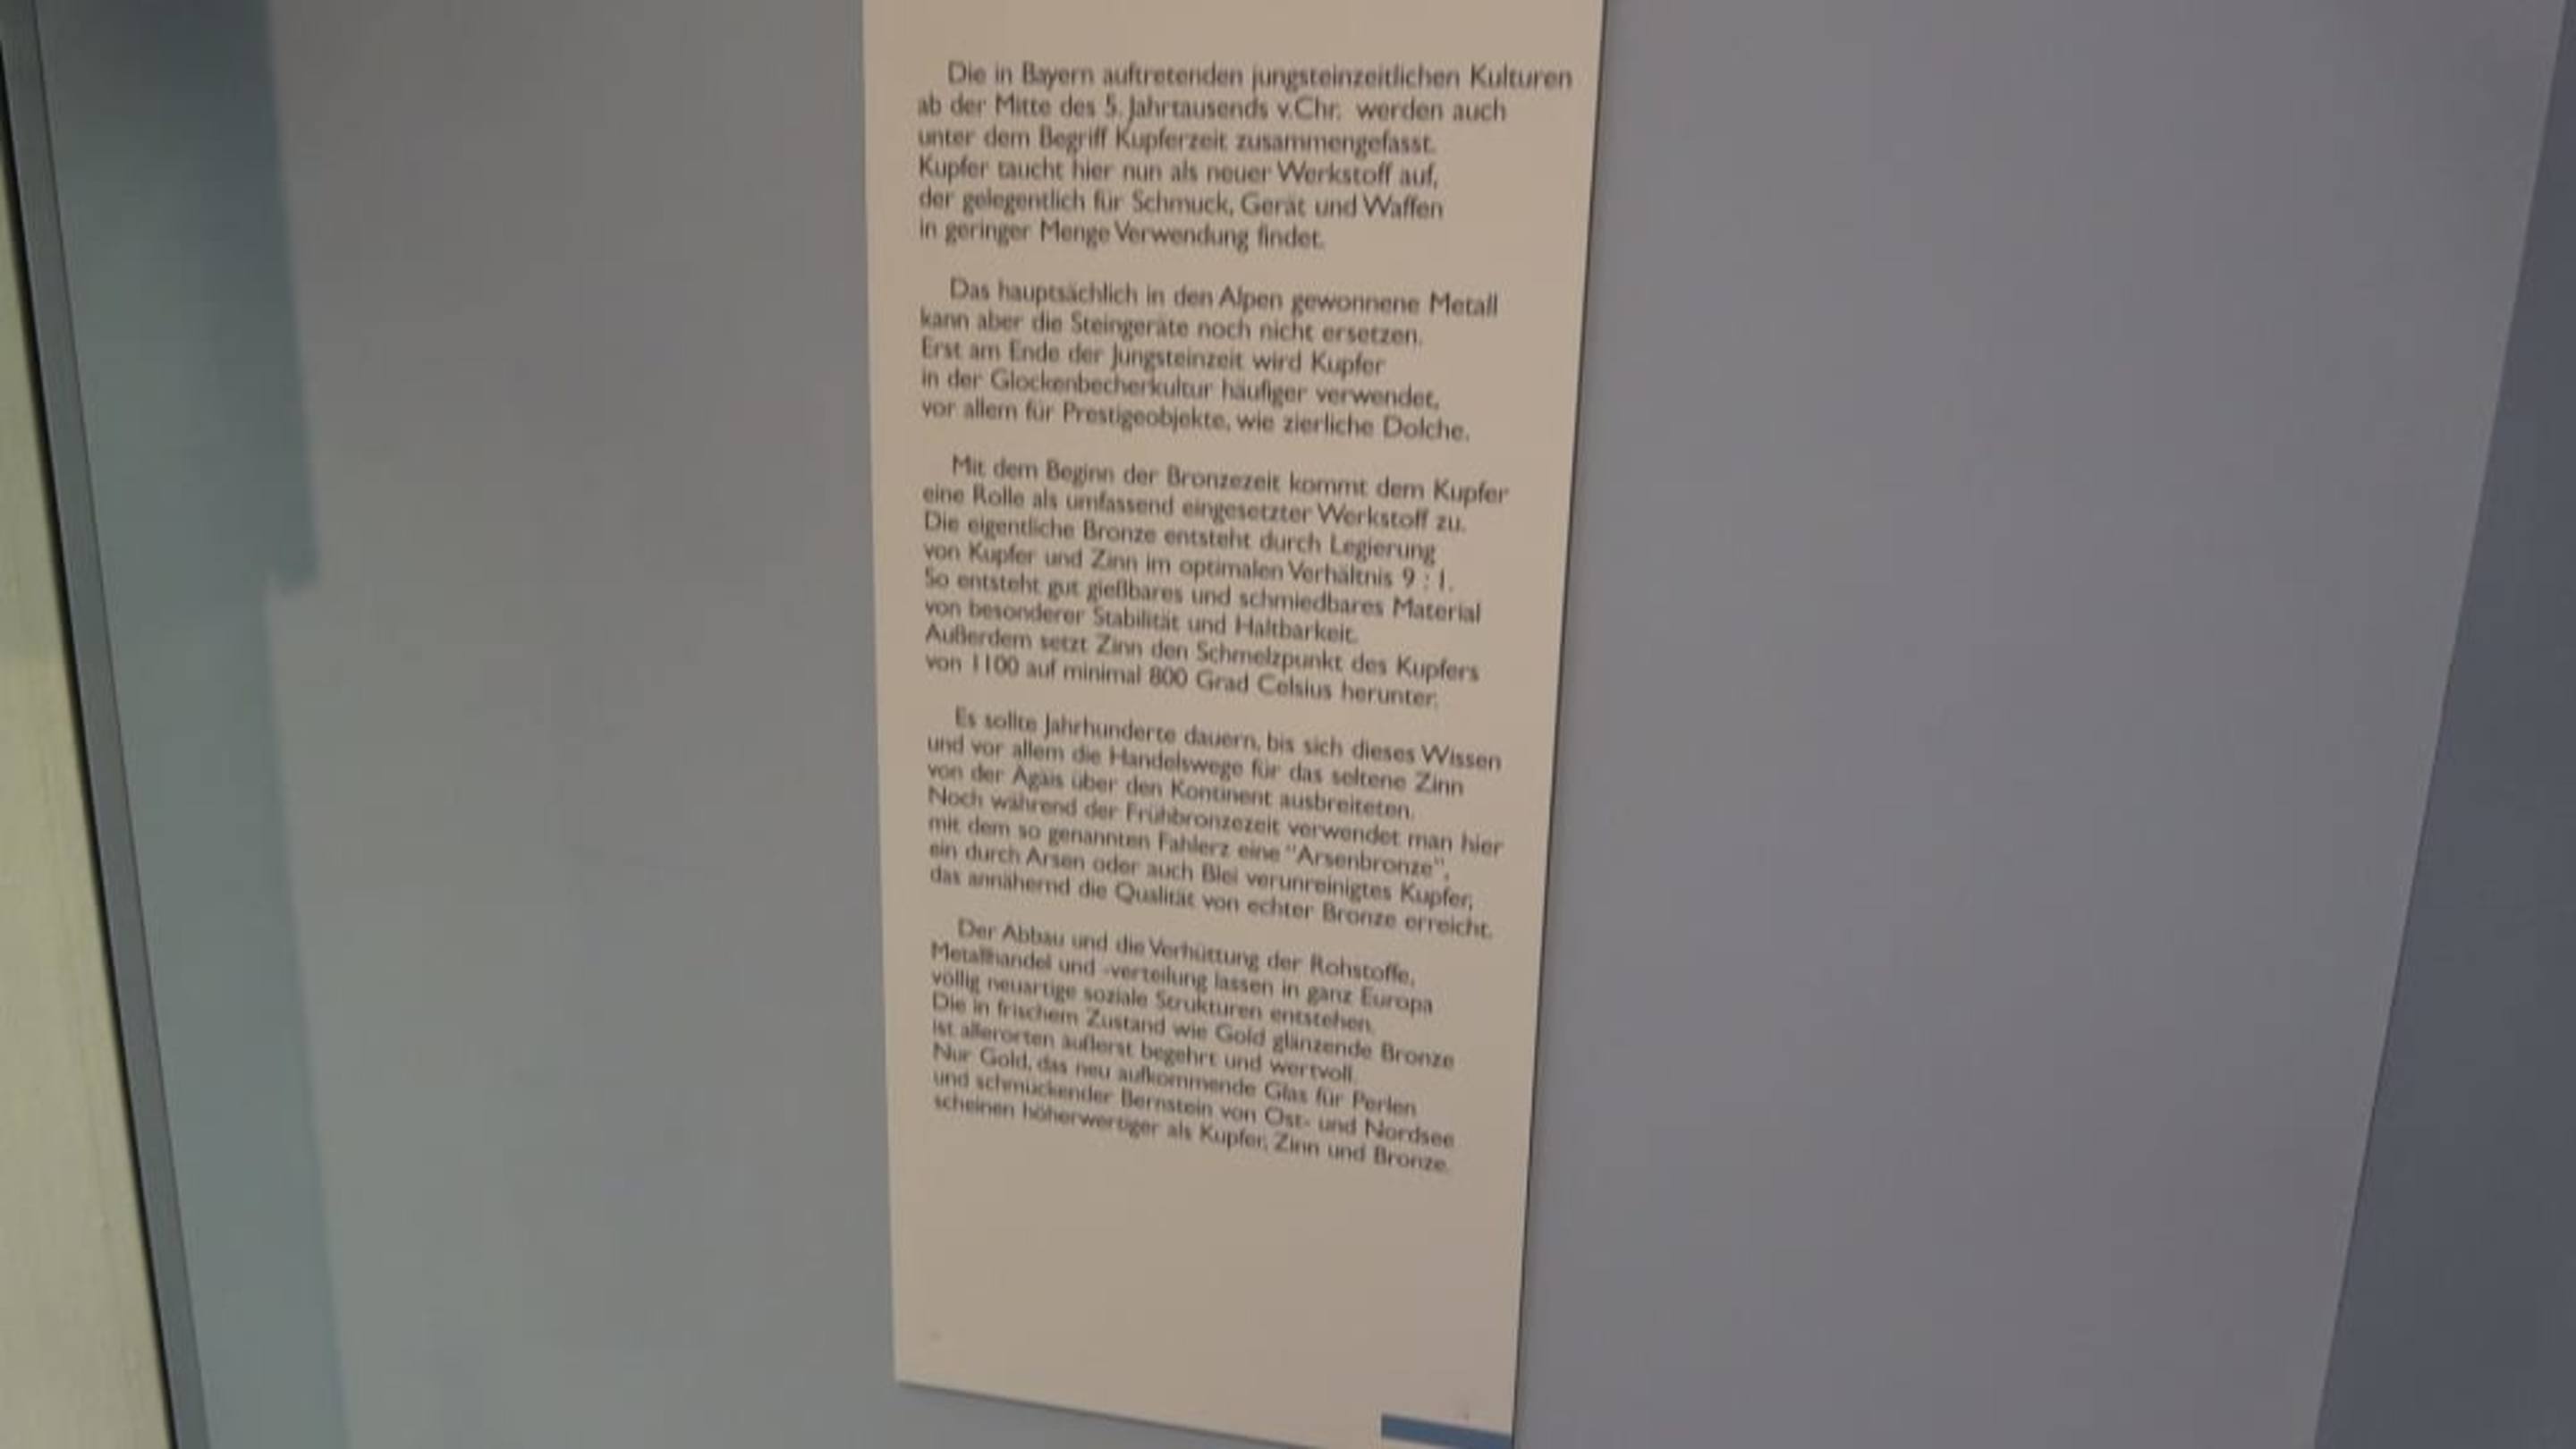 Die in Bayern auftretenden jungsteinzeitlichen Kulturen
ab der Mitte des 5. Jahrtausends v.Chr. werden auch
unter dem Begriff Kupferzeit zusammengefasst.
Kupfer taucht hier nun als neuer Werkstoff auf,
der gelegentlich für Schmuck, Gerät und Waffen
in geringer Menge Verwendung findet.
Das hauptsächlich in den Alpen gewonnene Metall
kann aber die Steingeräte noch nicht ersetzen.
Erst am Ende der Jungsteinzeit wird Kupfer
in der Glockenbecherkultur häufiger verwendet,
vor allem für Prestigeobjekte, wie zierliche Dolche.
Mit dem Beginn der Bronzezeit kommt dem Kupfer
eine Rolle als umfassend eingesetzter Werkstoff zu.
Die eigentliche Bronze entsteht durch Legierung
von Kupfer und Zinn im optimalen Verhältnis 9 : 1.
So entsteht gut gießbares und schmiedbares Material
von besonderer Stabilität und Haltbarkeit.
Außerdem setzt Zinn den Schmelzpunkt des Kupfers
von 1100 auf minimal 800 Grad Celsius herunter.
Es sollte Jahrhunderte dauern, bis sich dieses Wissen
und vor allem die Handelswege für das seltene Zinn
von der Ägäis über den Kontinent ausbreiteten.
Noch während der Frühbronzezeit verwendet man hier
mit dem so genannten Fahlerz eine "Arsenbronze",
ein durch Arsen oder auch Blei verunreinigtes Kupfer,
das annähernd die Qualität von echter Bronze erreicht.
Der Abbau und die Verhüttung der Rohstoffe,
Metallhandel und -verteilung lassen in ganz Europa
völlig neuartige soziale Strukturen entstehen.
Die in frischem Zustand wie Gold glänzende Bronze
ist allerorten äußerst begehrt und wertvoll.
Nur Gold, das neu aufkommende Glas für Perlen
und schmückender Bernstein von Ost- und Nordsee
scheinen höherwertiger als Kupfer, Zinn und Bronze.